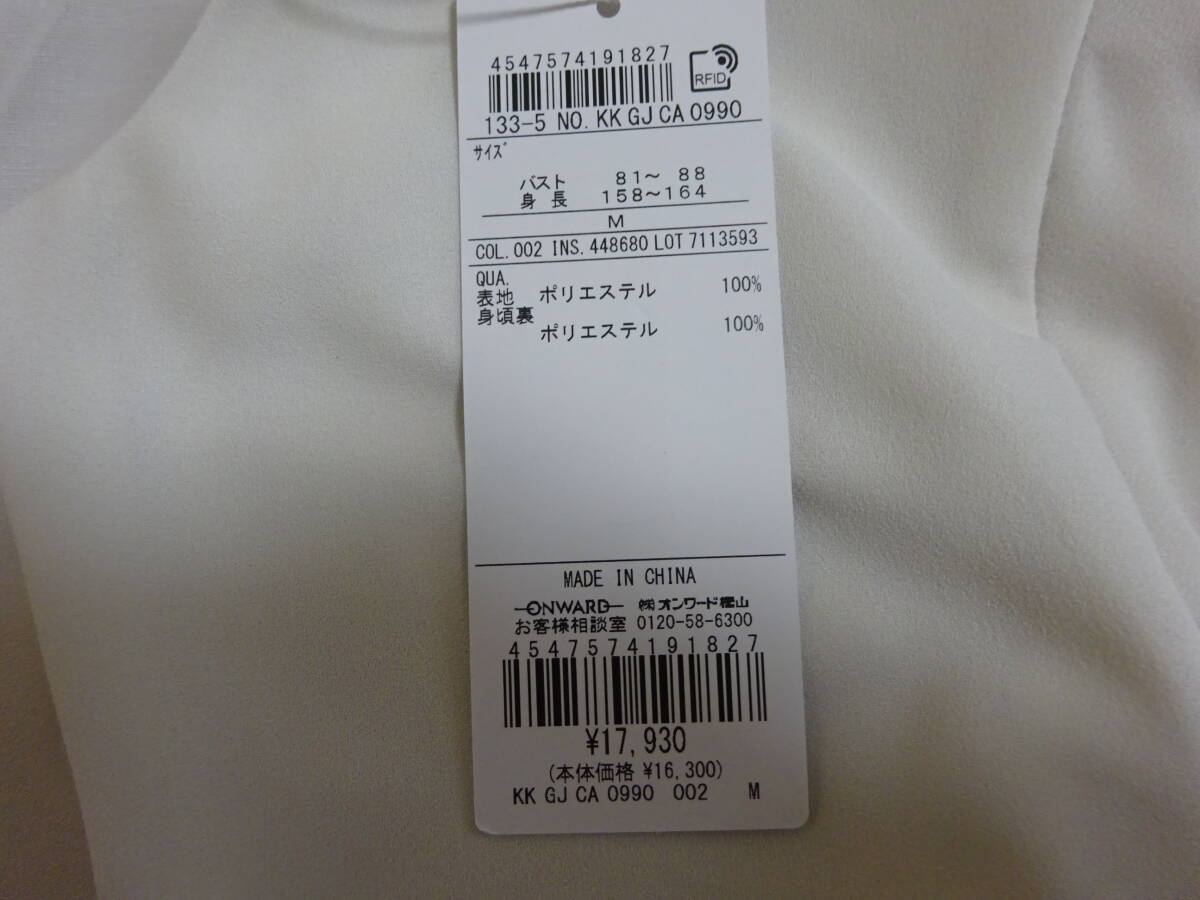 4547574191827
RFID
133-5 NO. KK GJ CA 0990
サイズ
バスト 81～ 88
身長 158～164
M
COL. 002 INS. 448680 LOT 7113593
QUA.
表地 ポリエステル 100%
身頃裏 ポリエステル 100%
MADE IN CHINA
ONWARD ㈱オンワード樫山
お客様相談室 0120-58-6300
4547574191827
¥17,930
(本体価格 ¥16,300)
KK GJ CA 0990 002 M